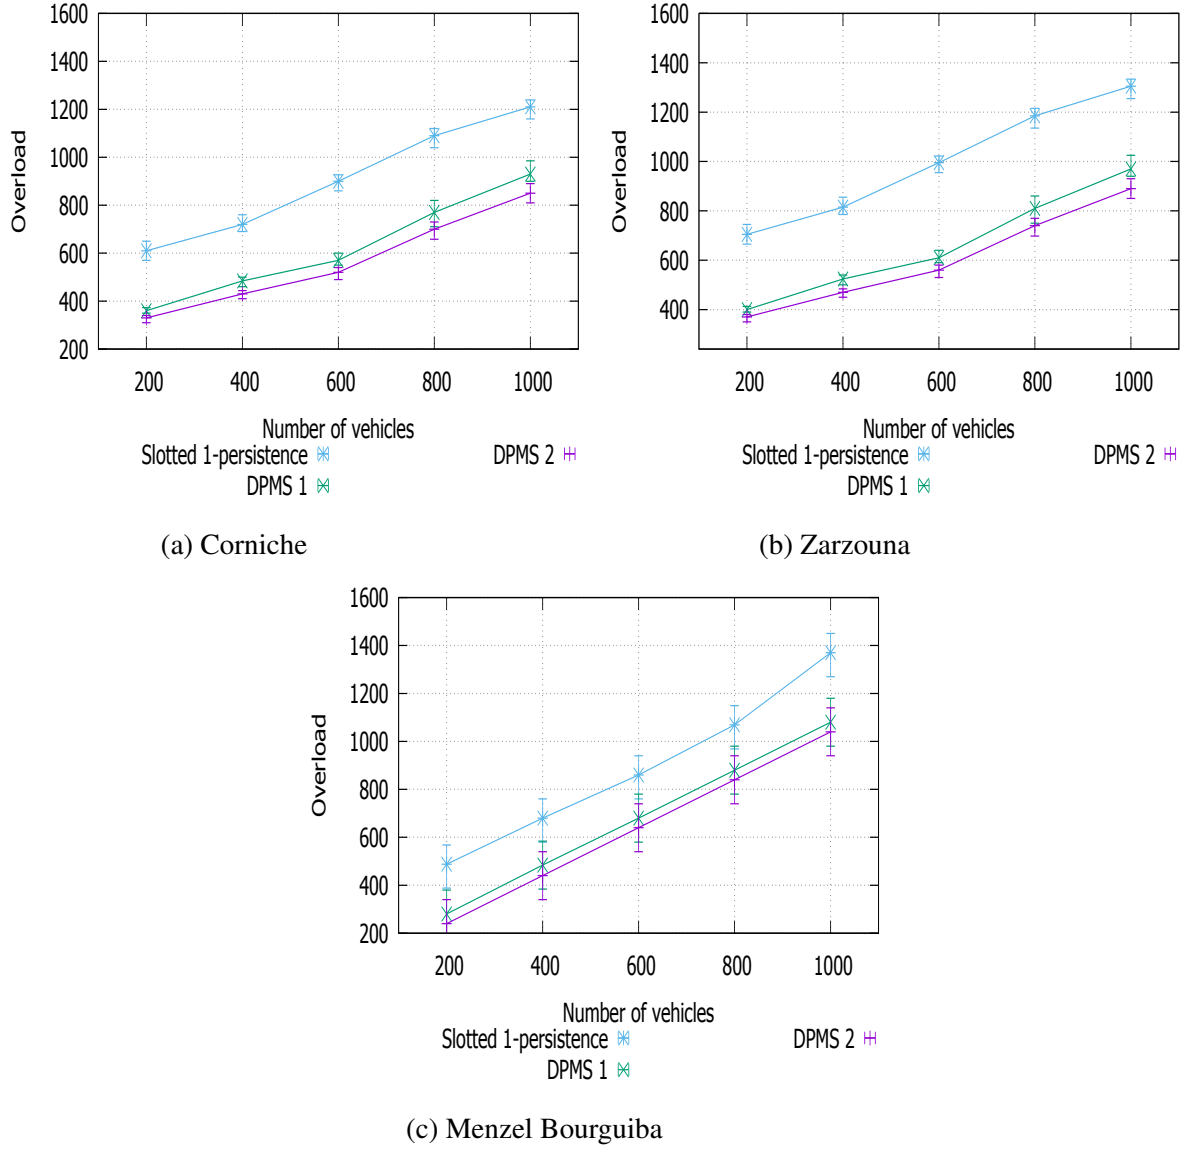 1600
1400
1200
1000
800
600
400
200
Overload
200 400 600 800 1000
Number of vehicles
Slotted 1-persistence
DPMS 2
DPMS 1
(a) Corniche
1600
1400
1200
1000
800
600
400
Overload
200 400 600 800 1000
Number of vehicles
Slotted 1-persistence
DPMS 2
DPMS 1
(b) Zarzouna
1600
1400
1200
1000
800
600
400
200
Overload
200 400 600 800 1000
Number of vehicles
Slotted 1-persistence
DPMS 2
DPMS 1
(c) Menzel Bourguiba